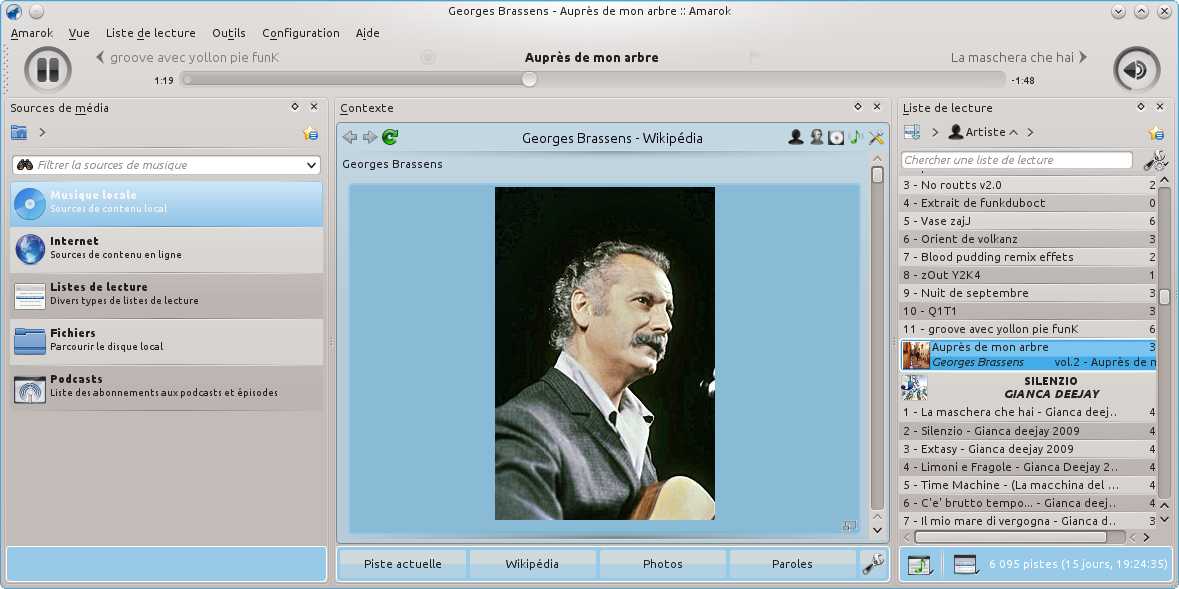 Georges Brassens - Auprès de mon arbre :: Amarok
Amarok Vue Liste de lecture Outils Configuration Aide
groove avec yollon pie funK
Auprès de mon arbre
La maschera che hai
1:19
-1:48
Sources de média
Filtrer la sources de musique
Musique locale
Sources de contenu local
Internet
Sources de contenu en ligne
Listes de lecture
Divers types de listes de lecture
Fichiers
Parcourir le disque local
Podcasts
Liste des abonnements aux podcasts et épisodes
Contexte
Georges Brassens - Wikipédia
Georges Brassens
Piste actuelle
Wikipédia
Photos
Paroles
Liste de lecture
Artiste
Chercher une liste de lecture
3 - No routts v2.0 2
4 - Extrait de funkduboct 0
5 - Vase zajJ 6
6 - Orient de volkanz 3
7 - Blood pudding remix effets 2
8 - zOut Y2K4 1
9 - Nuit de septembre 3
10 - Q1T1 3
11 - groove avec yollon pie funK 6
Auprès de mon arbre 3
Georges Brassens vol.2 - Auprès de m
SILENZIO
GIANCA DEEJAY
1 - La maschera che hai - Gianca deej.. 4
2 - Silenzio - Gianca deejay 2009 4
3 - Extasy - Gianca deejay 2009 4
4 - Limoni e Fragole - Gianca Deejay 2.. 4
5 - Time Machine - (La macchina del ... 4
6 - C'e' brutto tempo... - Gianca deej.. 4
7 - Il mio mare di vergogna - Gianca d.. 3
6 095 pistes (15 jours, 19:24:35)